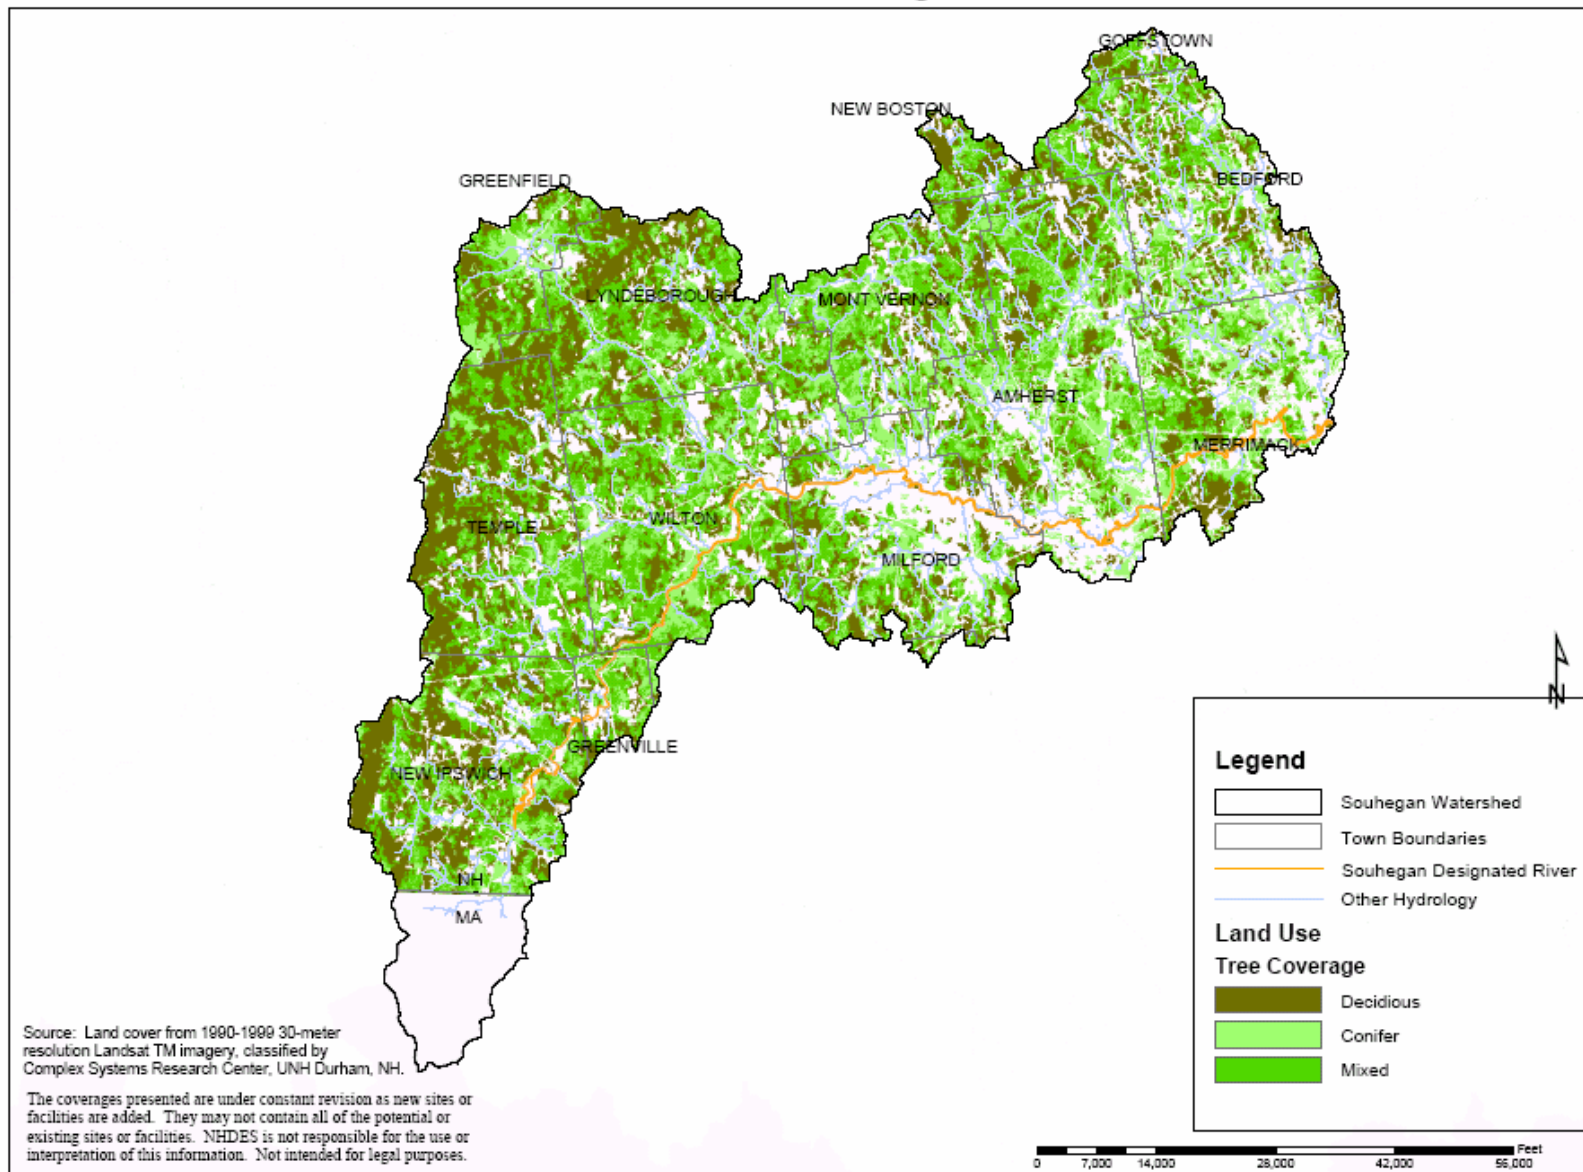 GOFFSTOWN
NEW BOSTON
GREENFIELD
BEDFORD
LYNDEBOROUGH
MONT VERNON
AMHERST
MERRIMACK
TEMPLE
WILTON
MILFORD
GREENVILLE
NEW IPSWICH
NH
MA
N
Legend
Souhegan Watershed
Town Boundaries
Souhegan Designated River
Other Hydrology
Land Use
Tree Coverage
Decidious
Conifer
Mixed
Source: Land cover from 1990-1999 30-meter
resolution Landsat TM imagery, classified by
Complex Systems Research Center, UNH Durham, NH.
The coverages presented are under constant revision as new sites or
facilities are added. They may not contain all of the potential or
existing sites or facilities. NHDES is not responsible for the use or
interpretation of this information. Not intended for legal purposes.
Feet
0 7,000 14,000 28,000 42,000 56,000